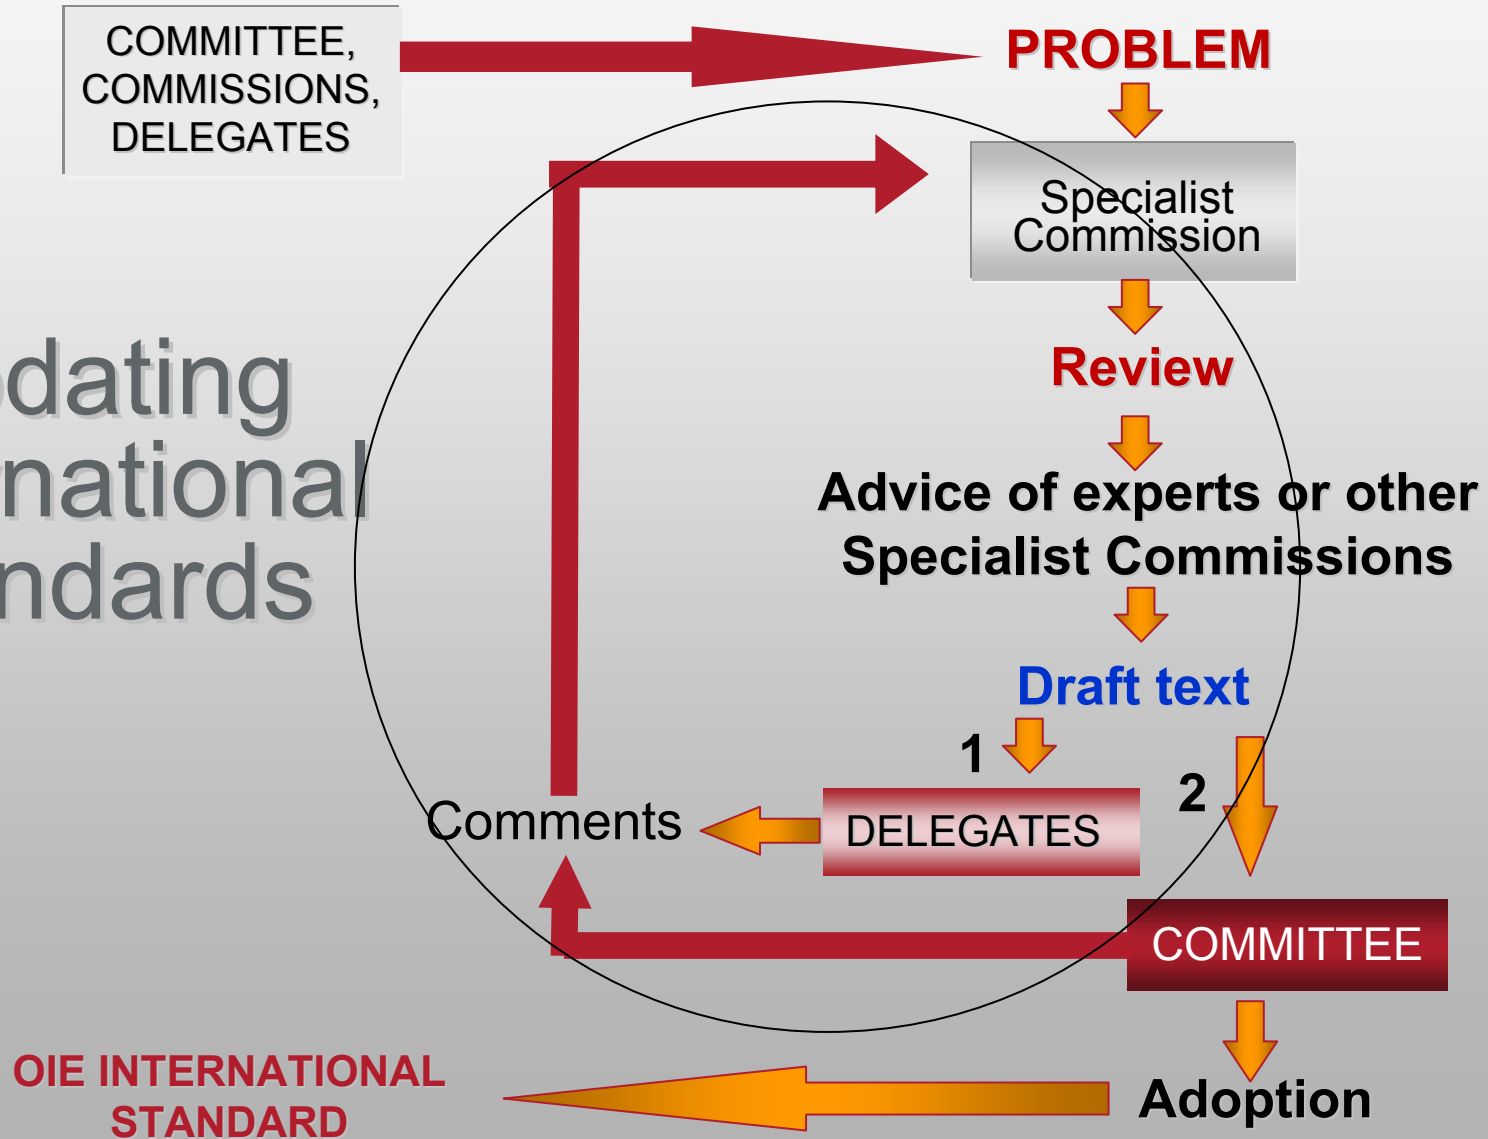 COMMITTEE,
COMMISSIONS,
DELEGATES
PROBLEM
Specialist
Commission
Review
dating
national
ndards
Advice of experts or other
Specialist Commissions
Draft text
1
2
Comments
DELEGATES
COMMITTEE
OIE INTERNATIONAL
STANDARD
Adoption